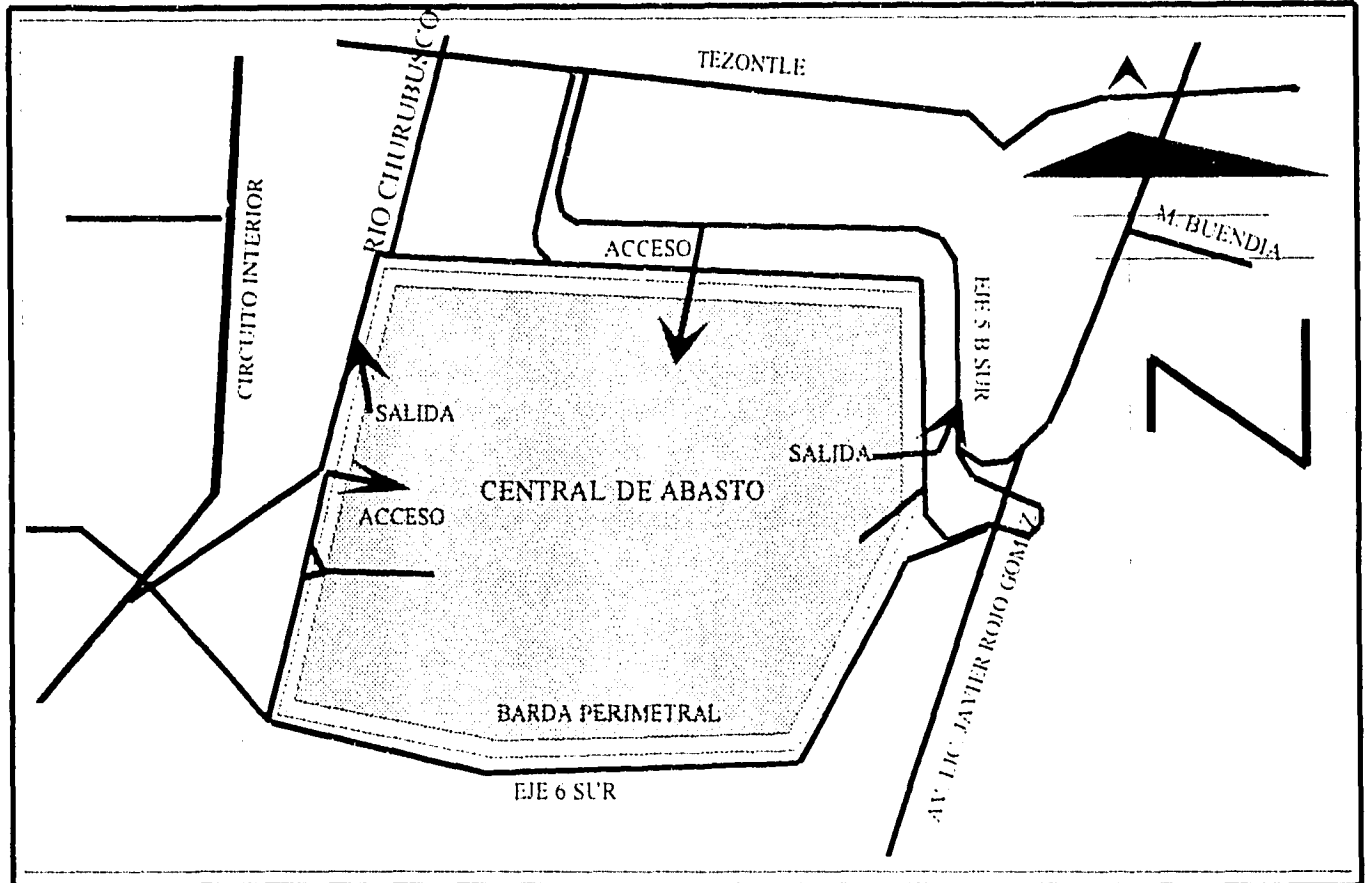 TEZONTLE
RIO CHURUBUSCO
CIRCUITO INTERIOR
M. BUENDIA
ACCESO
EJE 5 B SUR
SALIDA
SALIDA
CENTRAL DE ABASTO
ACCESO
N
AV. LIC. JAVIER ROJO GOMEZ
BARDA PERIMETRAL
EJE 6 SUR